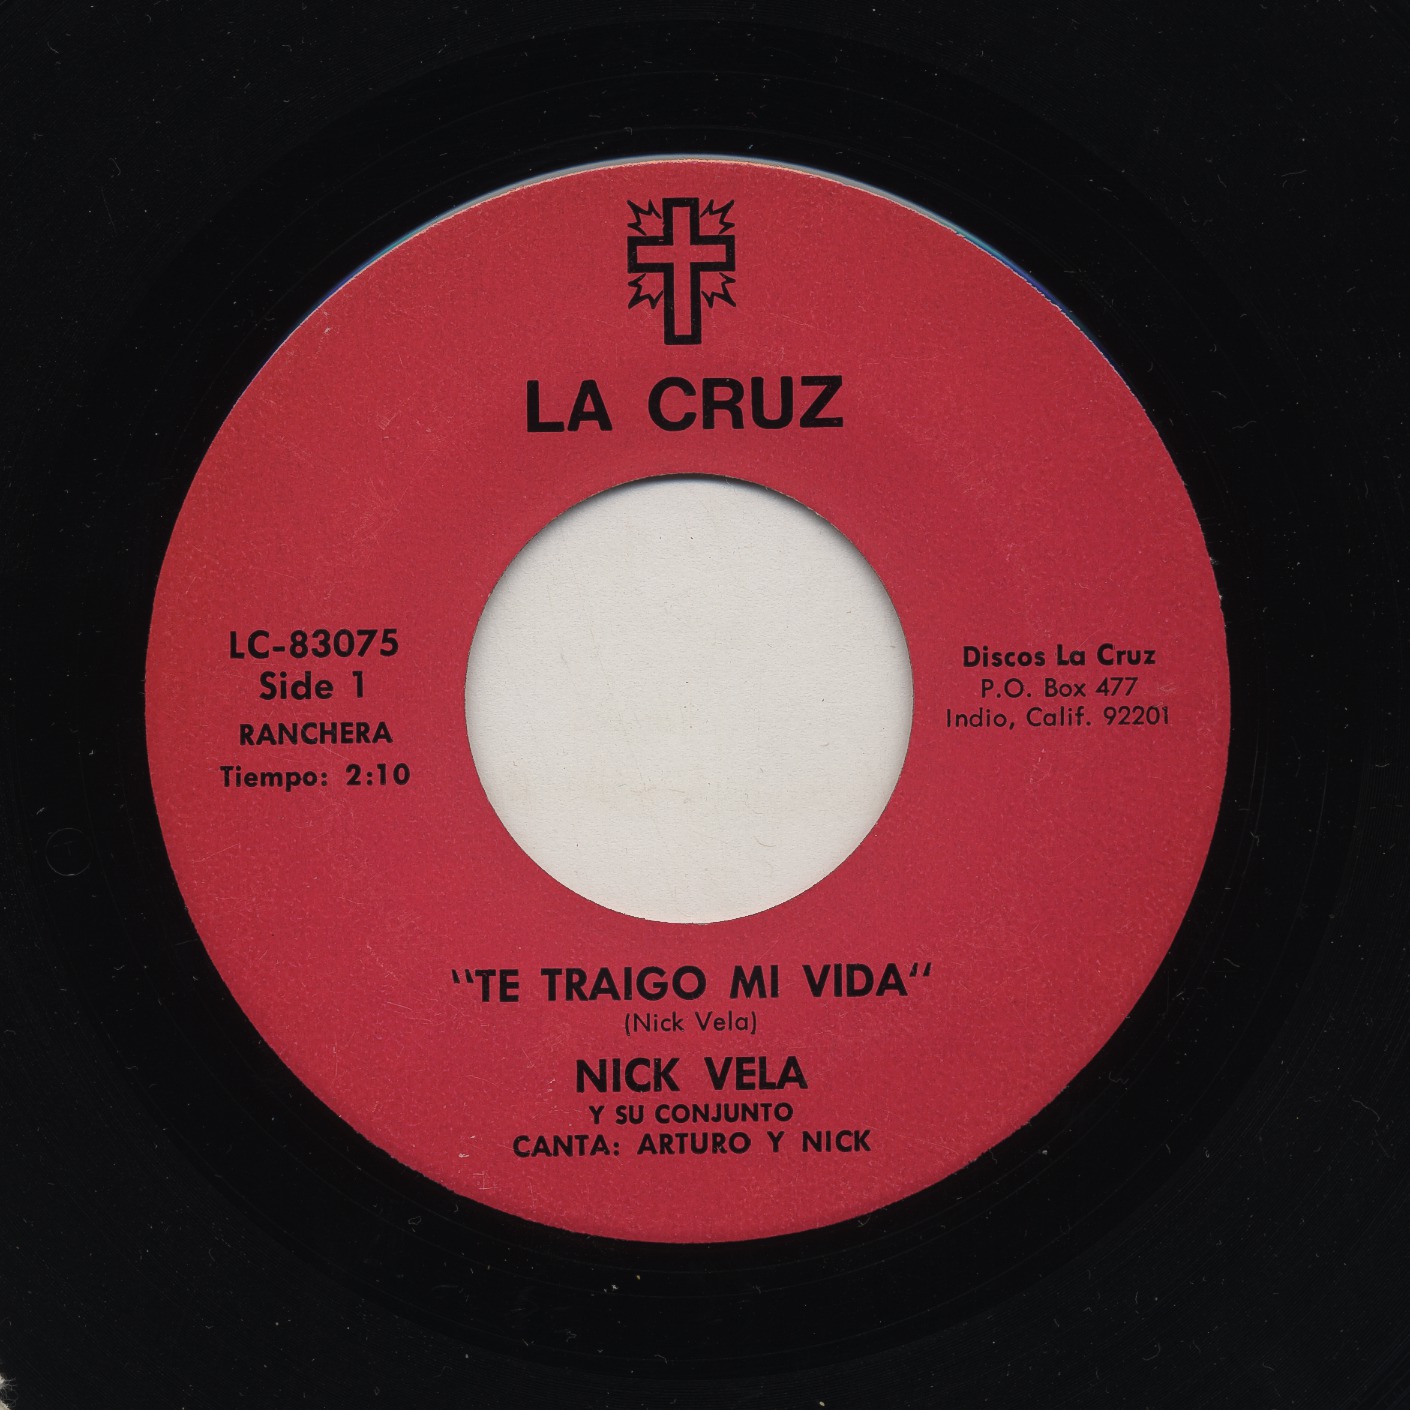 LA CRUZ
LC-83075
Side 1
RANCHERA
Tiempo: 2:10
Discos La Cruz
P.O. Box 477
Indio, Calif. 92201
"TE TRAIGO MI VIDA"
(Nick Vela)
NICK VELA
Y SU CONJUNTO
CANTA: ARTURO Y NICK